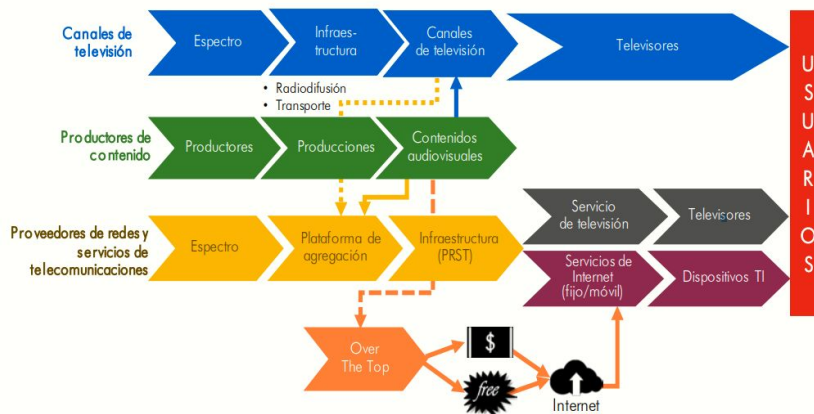 Canales de
televisión
Espectro
Infraes-
tructura
Canales
de televisión
Televisores
• Radiodifusión
• Transporte
Productores de
contenido
Productores
Producciones
Contenidos
audiovisuales
Proveedores de redes y
servicios de
telecomunicaciones
Espectro
Plataforma de
agregación
Infraestructura
(PRST)
Servicio
de televisión
Televisores
Servicios de
Internet
(fijo/móvil)
Dispositivos TI
Over
The Top
$
free
Internet
USUARIOS